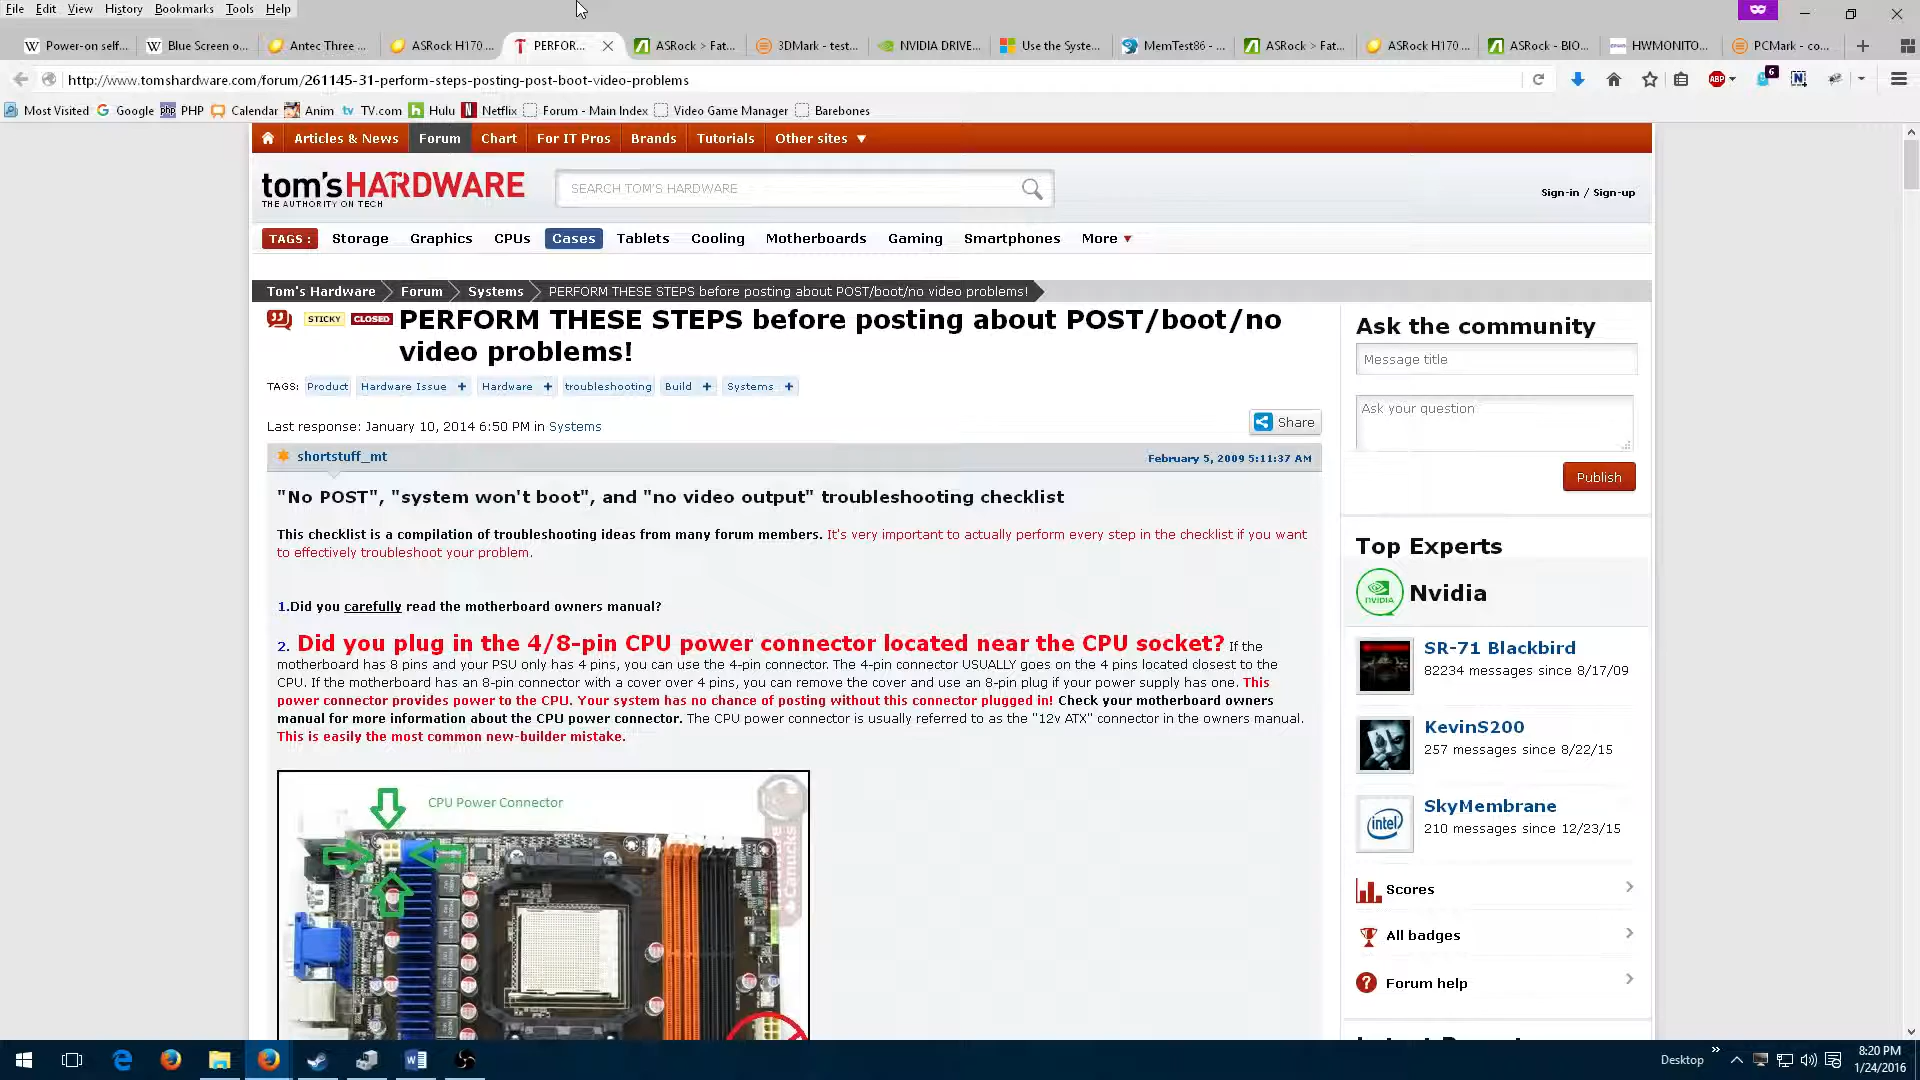 File Edit View History Bookmarks Tools Help
Power-on self... Blue Screen o... Antec Three ... ASRock H170 ... PERFOR... ASRock > Fat... 3DMark - test... NVIDIA DRIVE... Use the Syste... MemTest86 - ... ASRock > Fat... ASRock H170 ... ASRock - BIO... HWMONITO... PCMark - co...
http://www.tomshardware.com/forum/261145-31-perform-steps-posting-post-boot-video-problems
ABP 6
Most Visited Google PHP Calendar Anim tv TV.com Hulu Netflix Forum - Main Index Video Game Manager Barebones
Articles & News Forum Chart For IT Pros Brands Tutorials Other sites
tom's HARDWARE
THE AUTHORITY ON TECH
SEARCH TOM'S HARDWARE
Sign-in / Sign-up
TAGS : Storage Graphics CPUs Cases Tablets Cooling Motherboards Gaming Smartphones More
Tom's Hardware Forum Systems PERFORM THESE STEPS before posting about POST/boot/no video problems!
STICKY CLOSED PERFORM THESE STEPS before posting about POST/boot/no
video problems!
TAGS: Product Hardware Issue + Hardware + troubleshooting Build + Systems +
Last response: January 10, 2014 6:50 PM in Systems
Share
shortstuff_mt
February 5, 2009 5:11:37 AM
"No POST", "system won't boot", and "no video output" troubleshooting checklist
This checklist is a compilation of troubleshooting ideas from many forum members. It's very important to actually perform every step in the checklist if you want
to effectively troubleshoot your problem.
1.Did you carefully read the motherboard owners manual?
2. Did you plug in the 4/8-pin CPU power connector located near the CPU socket? If the
motherboard has 8 pins and your PSU only has 4 pins, you can use the 4-pin connector. The 4-pin connector USUALLY goes on the 4 pins located closest to the
CPU. If the motherboard has an 8-pin connector with a cover over 4 pins, you can remove the cover and use an 8-pin plug if your power supply has one. This
power connector provides power to the CPU. Your system has no chance of posting without this connector plugged in! Check your motherboard owners
manual for more information about the CPU power connector. The CPU power connector is usually referred to as the "12v ATX" connector in the owners manual.
This is easily the most common new-builder mistake.
CPU Power Connector
Canucks
Ask the community
Message title
Ask your question
Publish
Top Experts
Nvidia
SR-71 Blackbird
82234 messages since 8/17/09
KevinS200
257 messages since 8/22/15
intel
SkyMembrane
210 messages since 12/23/15
Scores
All badges
Forum help
Desktop
8:20 PM
1/24/2016